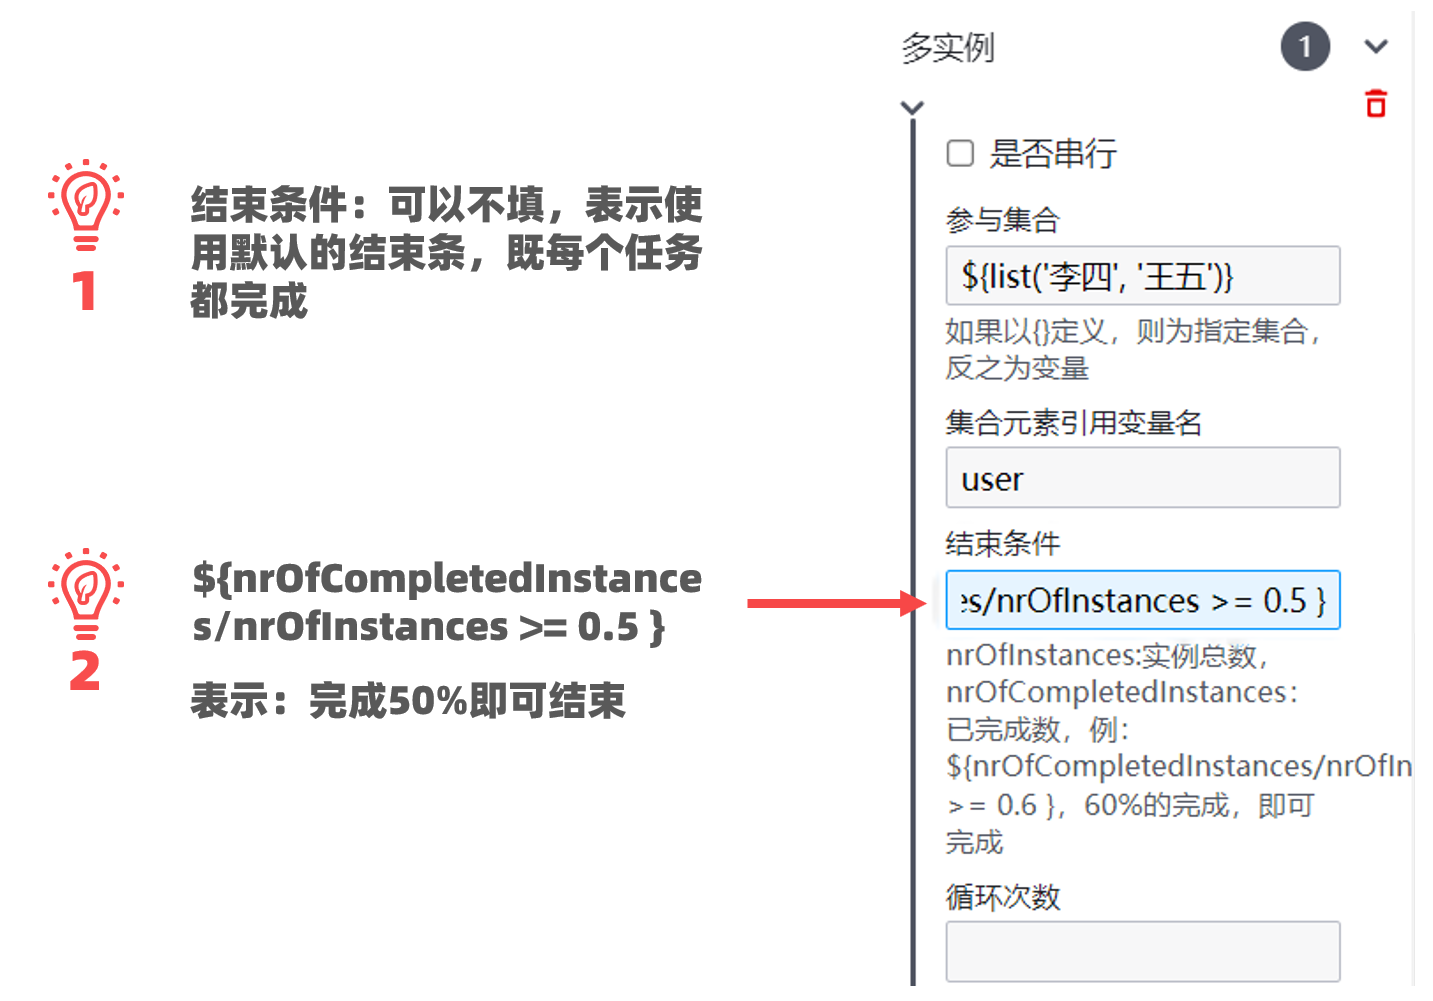 结束条件：可以不填，表示使
用默认的结束条，既每个任务
都完成
1
${nrOfCompletedInstance
s/nrOfInstances >= 0.5 }
表示：完成50%即可结束
2
多实例
1
是否串行
参与集合
${list('李四', '王五')}
如果以{}定义，则为指定集合，
反之为变量
集合元素引用变量名
user
结束条件
es/nrOfInstances >= 0.5 }
nrOfInstances:实例总数，
nrOfCompletedInstances：
已完成数，例：
${nrOfCompletedInstances/nrOfIn
>= 0.6 }，60%的完成，即可
完成
循环次数